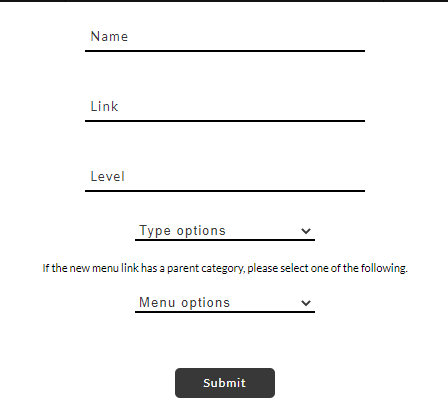 Name
Link
Level
Type options
If the new menu link has a parent category, please select one of the following.
Menu options
Submit